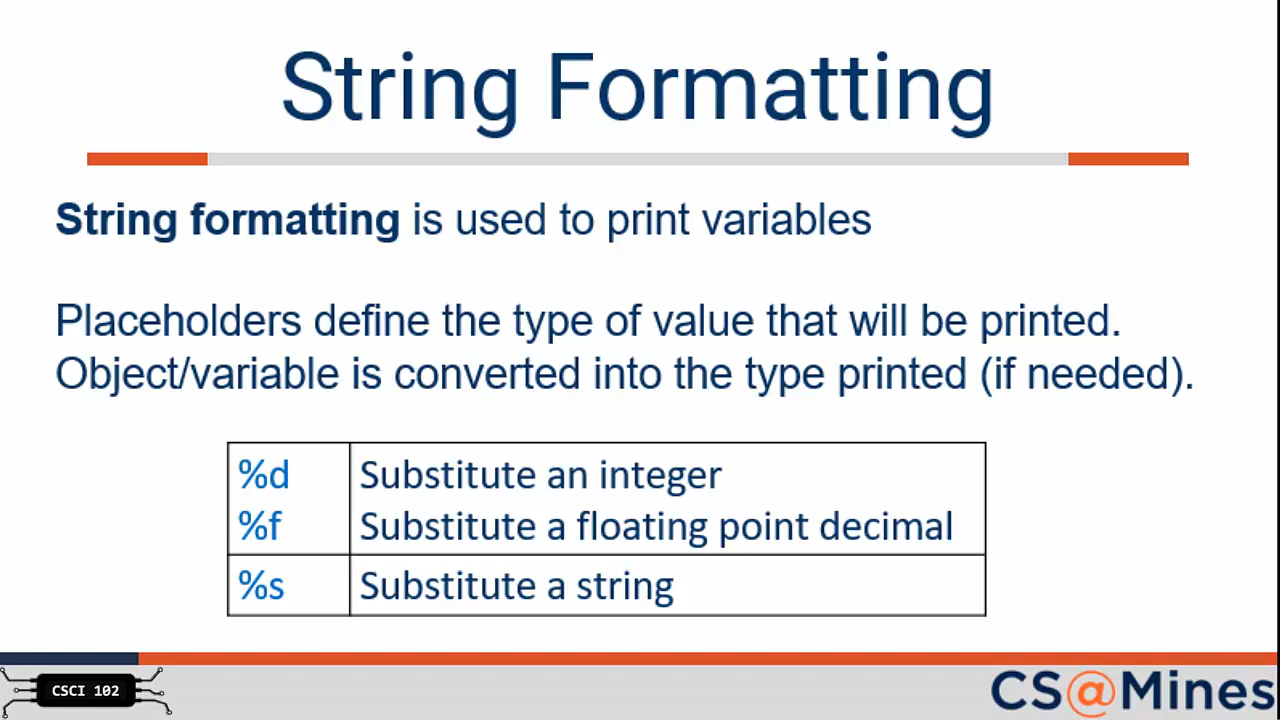 String Formatting
String formatting is used to print variables
Placeholders define the type of value that will be printed.
Object/variable is converted into the type printed (if needed).
%d Substitute an integer
%f Substitute a floating point decimal
%s Substitute a string
CSCI 102
CS@Mines